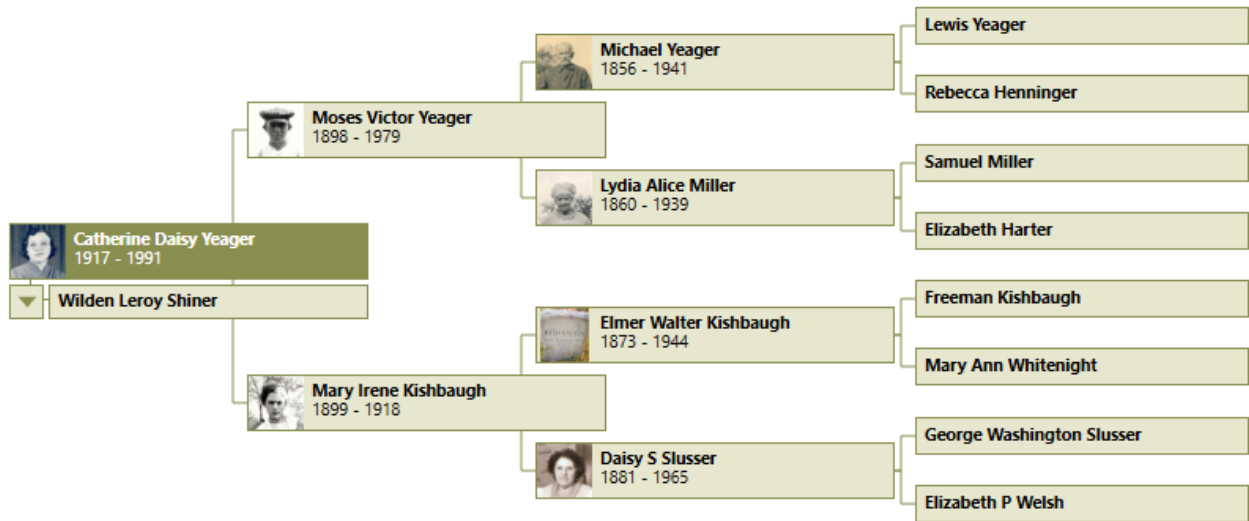 Lewis Yeager
Michael Yeager
1856 - 1941
Rebecca Henninger
Moses Victor Yeager
1898 - 1979
Samuel Miller
Lydia Alice Miller
1860 - 1939
Elizabeth Harter
Catherine Daisy Yeager
1917 - 1991
Wilden Leroy Shiner
Freeman Kishbaugh
Elmer Walter Kishbaugh
1873 - 1944
Mary Ann Whitenight
Mary Irene Kishbaugh
1899 - 1918
George Washington Slusser
Daisy S Slusser
1881 - 1965
Elizabeth P Welsh